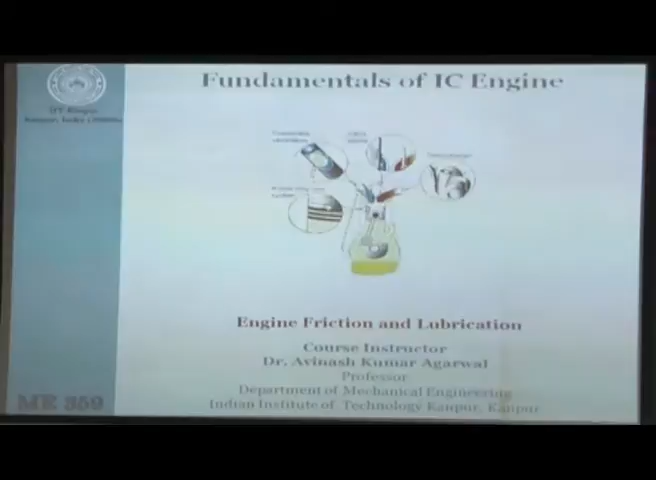 Fundamentals of IC Engine
Engine Friction and Lubrication
Course Instructor
Dr. Avinash Kumar Agarwal
Professor
Department of Mechanical Engineering
Indian Institute of Technology Kanpur, Kanpur
ME 359